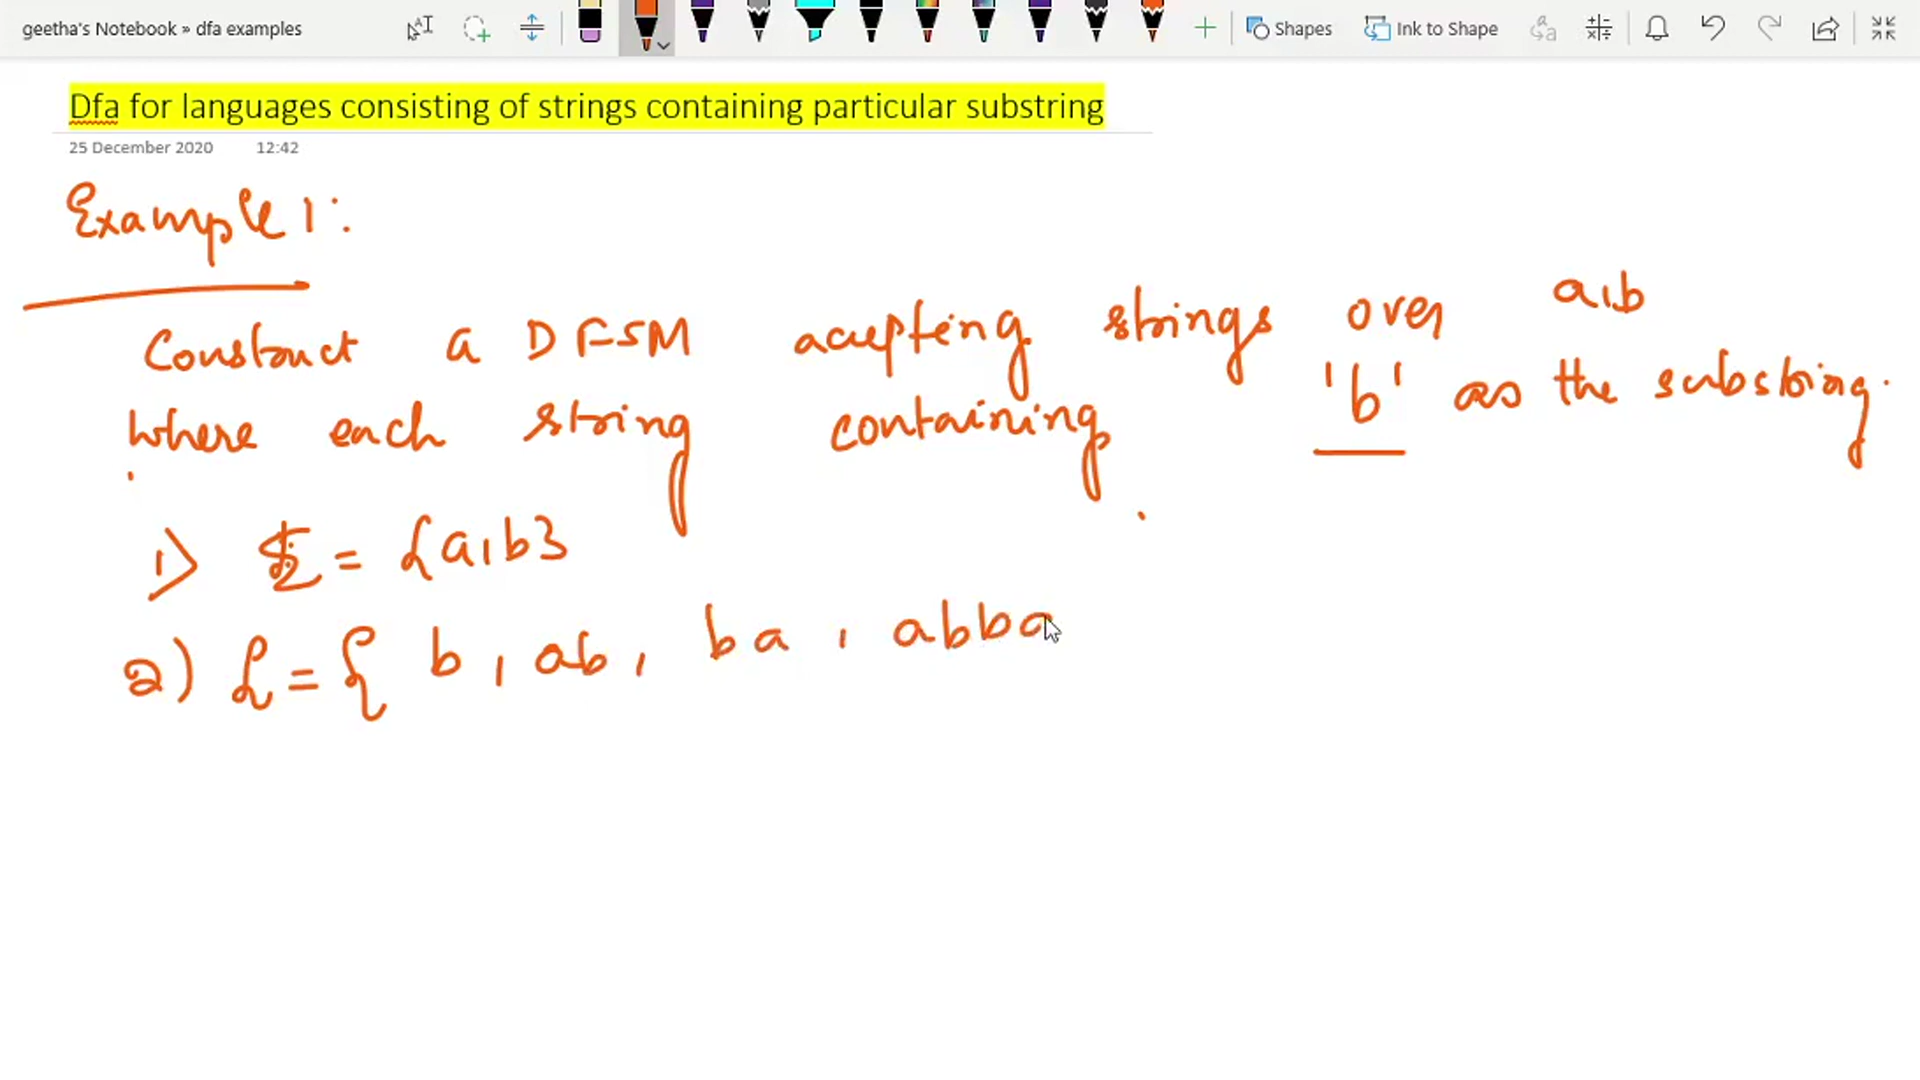 geetha's Notebook » dfa examples
Shapes
Ink to Shape
Dfa for languages consisting of strings containing particular substring
25 December 2020 12:42
Example 1:
Construct a DFSM accepting strings over a,b
where each string containing 'b' as the substring.
1) Σ = {a,b}
2) L = { b, ab, ba, abba